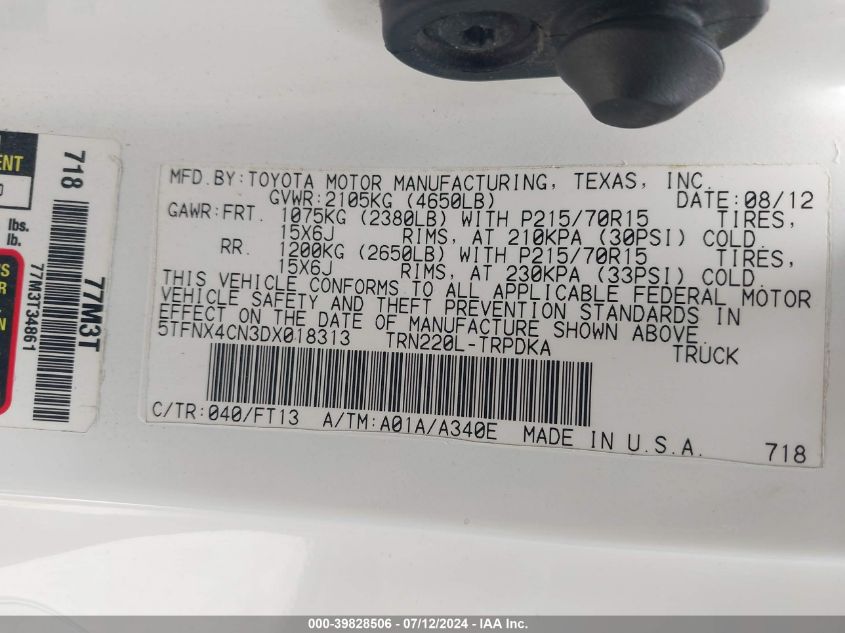 MFD.BY:TOYOTA MOTOR MANUFACTURING, TEXAS, INC.
GVWR:2105KG (4650LB) DATE:08/12
GAWR:FRT. 1075KG (2380LB) WITH P215/70R15 TIRES,
15X6J RIMS, AT 210KPA (30PSI) COLD.
RR. 1200KG (2650LB) WITH P215/70R15 TIRES,
15X6J RIMS, AT 230KPA (33PSI) COLD.
THIS VEHICLE CONFORMS TO ALL APPLICABLE FEDERAL MOTOR
VEHICLE SAFETY AND THEFT PREVENTION STANDARDS IN
EFFECT ON THE DATE OF MANUFACTURE SHOWN ABOVE.
5TFNX4CN3DX018313 TRN220L-TRPDKA TRUCK
C/TR:040/FT13 A/TM:A01A/A340E MADE IN U.S.A. 718
718
77M3T
77M3T34861
lbs.
lb.
000-39828506 - 07/12/2024 - IAA Inc.